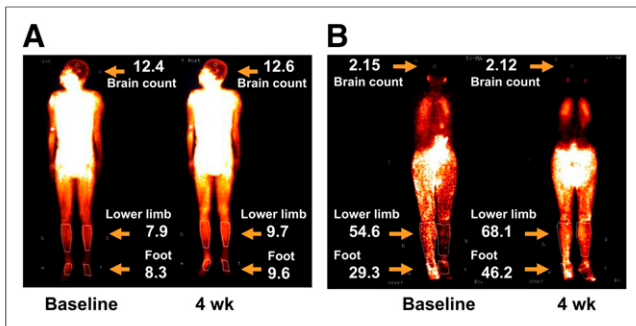 A
12.4
Brain count
12.6
Brain count
Lower limb
7.9
Lower limb
9.7
Foot
8.3
Foot
9.6
Baseline
4 wk
B
2.15
Brain count
2.12
Brain count
Lower limb
54.6
Lower limb
68.1
Foot
29.3
Foot
46.2
Baseline
4 wk